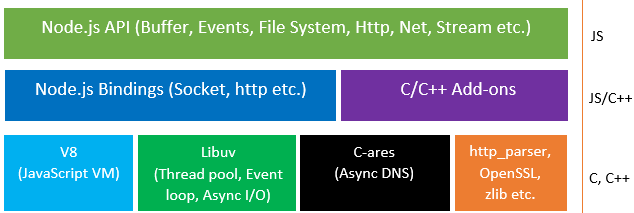 Node.js API (Buffer, Events, File System, Http, Net, Stream etc.)
JS
Node.js Bindings (Socket, http etc.)
C/C++ Add-ons
JS/C++
V8
(JavaScript VM)
Libuv
(Thread pool, Event
loop, Async I/O)
C-ares
(Async DNS)
http_parser,
OpenSSL,
zlib etc.
C, C++